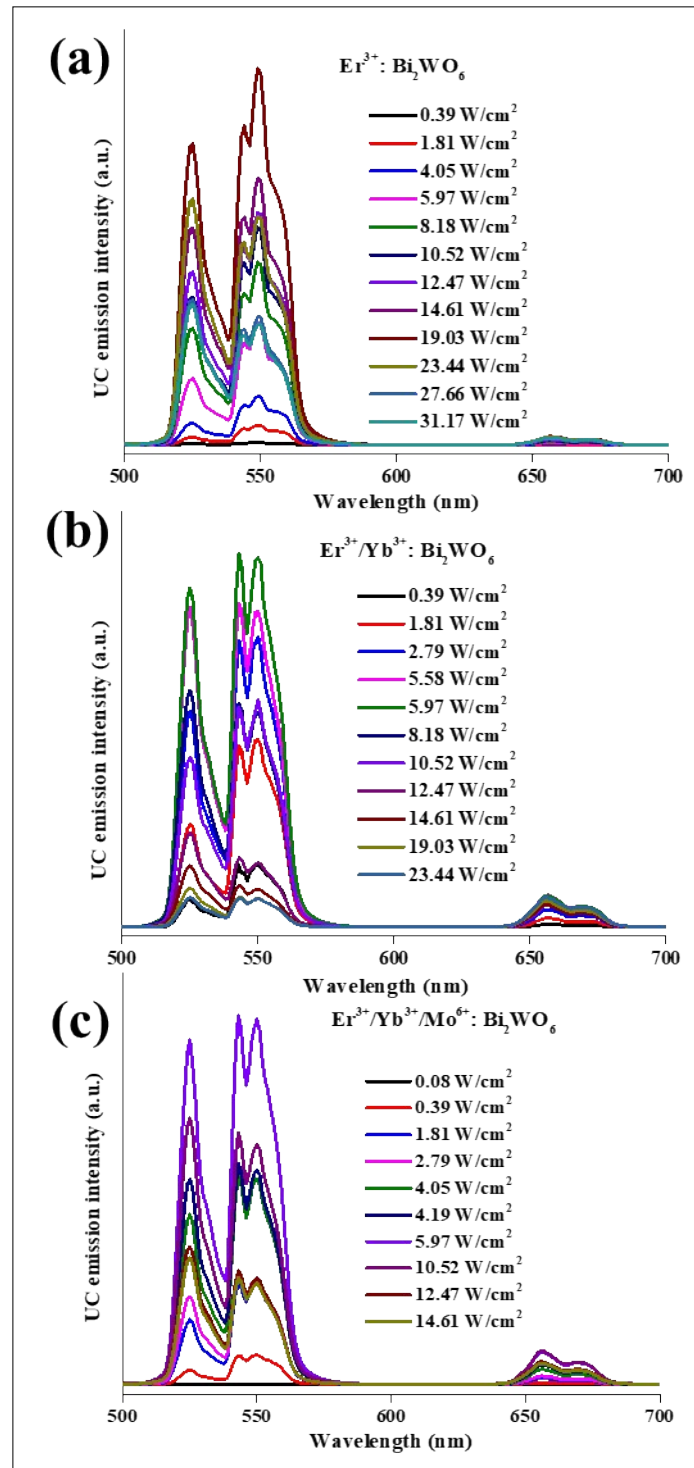 (a)
Er³⁺: Bi₂WO₆
0.39 W/cm²
1.81 W/cm²
4.05 W/cm²
5.97 W/cm²
8.18 W/cm²
10.52 W/cm²
12.47 W/cm²
14.61 W/cm²
19.03 W/cm²
23.44 W/cm²
27.66 W/cm²
31.17 W/cm²
UC emission intensity (a.u.)
500 550 600 650 700
Wavelength (nm)
(b)
Er³⁺/Yb³⁺: Bi₂WO₆
0.39 W/cm²
1.81 W/cm²
2.79 W/cm²
5.58 W/cm²
5.97 W/cm²
8.18 W/cm²
10.52 W/cm²
12.47 W/cm²
14.61 W/cm²
19.03 W/cm²
23.44 W/cm²
UC emission intensity (a.u.)
500 550 600 650 700
Wavelength (nm)
(c)
Er³⁺/Yb³⁺/Mo⁶⁺: Bi₂WO₆
0.08 W/cm²
0.39 W/cm²
1.81 W/cm²
2.79 W/cm²
4.05 W/cm²
4.19 W/cm²
5.97 W/cm²
10.52 W/cm²
12.47 W/cm²
14.61 W/cm²
UC emission intensity (a.u.)
500 550 600 650 700
Wavelength (nm)